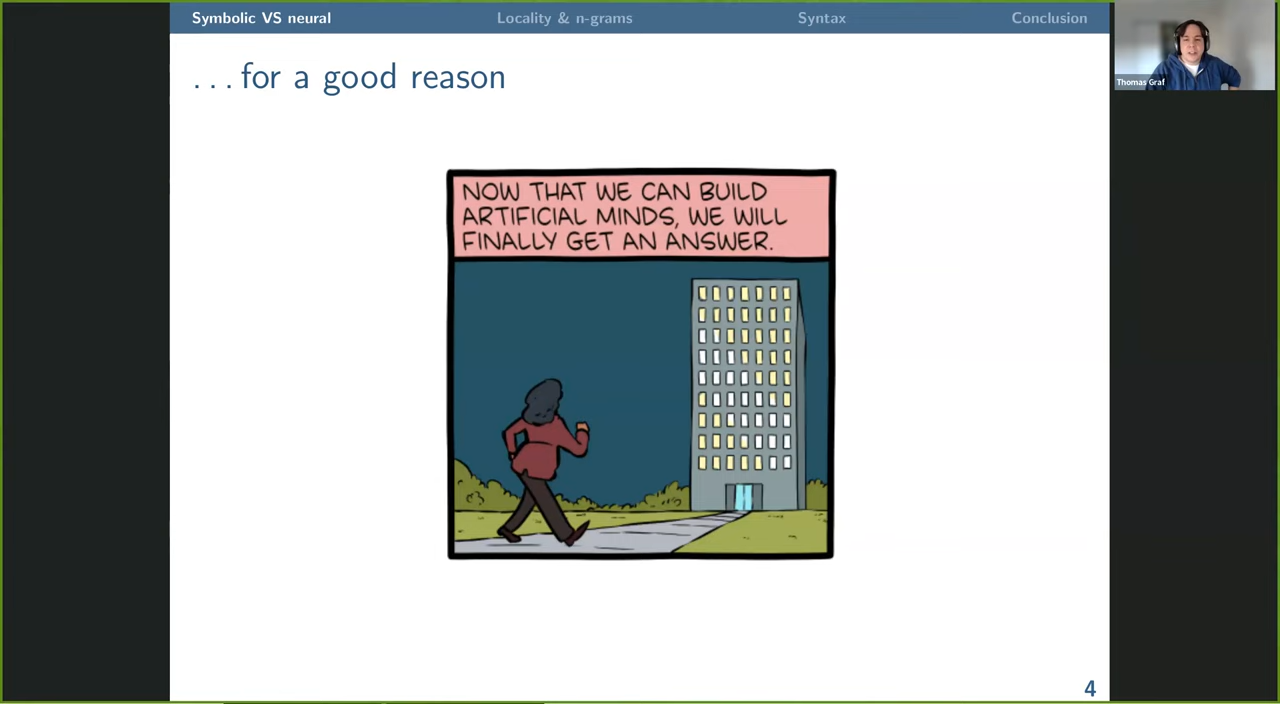 Symbolic VS neural Locality & n-grams Syntax Conclusion
Thomas Graf
...for a good reason
NOW THAT WE CAN BUILD
ARTIFICIAL MINDS, WE WILL
FINALLY GET AN ANSWER.
4